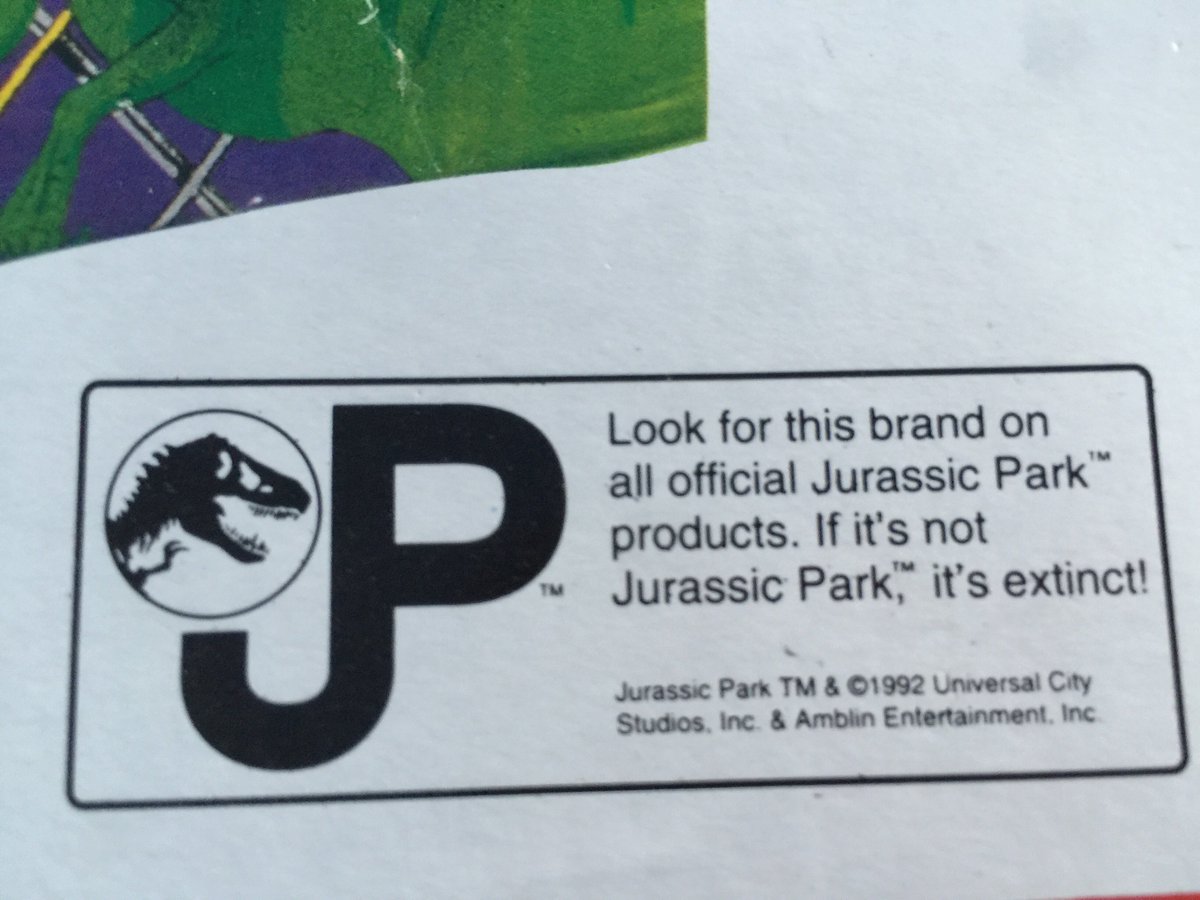 JP™
Look for this brand on
all official Jurassic Park™
products. If it's not
Jurassic Park,™ it's extinct!
Jurassic Park TM & ©1992 Universal City
Studios, Inc. & Amblin Entertainment, Inc.